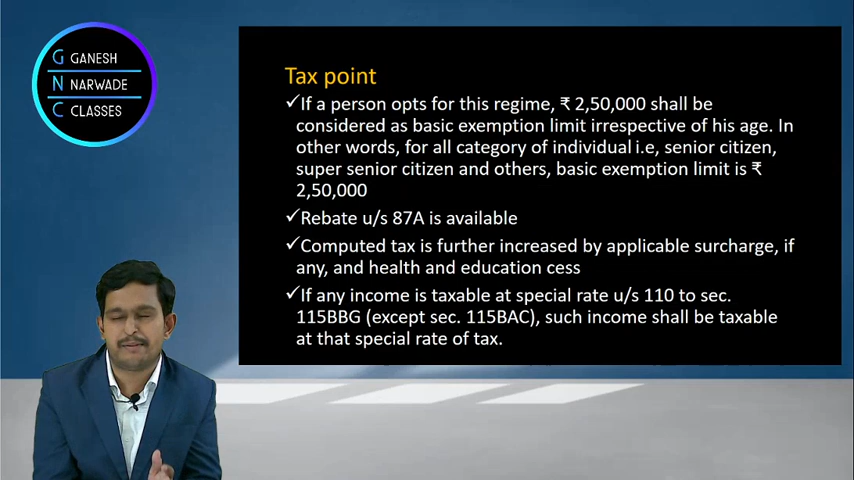 G GANESH
N NARWADE
C CLASSES
Tax point
✓If a person opts for this regime, ₹ 2,50,000 shall be
considered as basic exemption limit irrespective of his age. In
other words, for all category of individual i.e, senior citizen,
super senior citizen and others, basic exemption limit is ₹
2,50,000
✓Rebate u/s 87A is available
✓Computed tax is further increased by applicable surcharge, if
any, and health and education cess
✓If any income is taxable at special rate u/s 110 to sec.
115BBG (except sec. 115BAC), such income shall be taxable
at that special rate of tax.